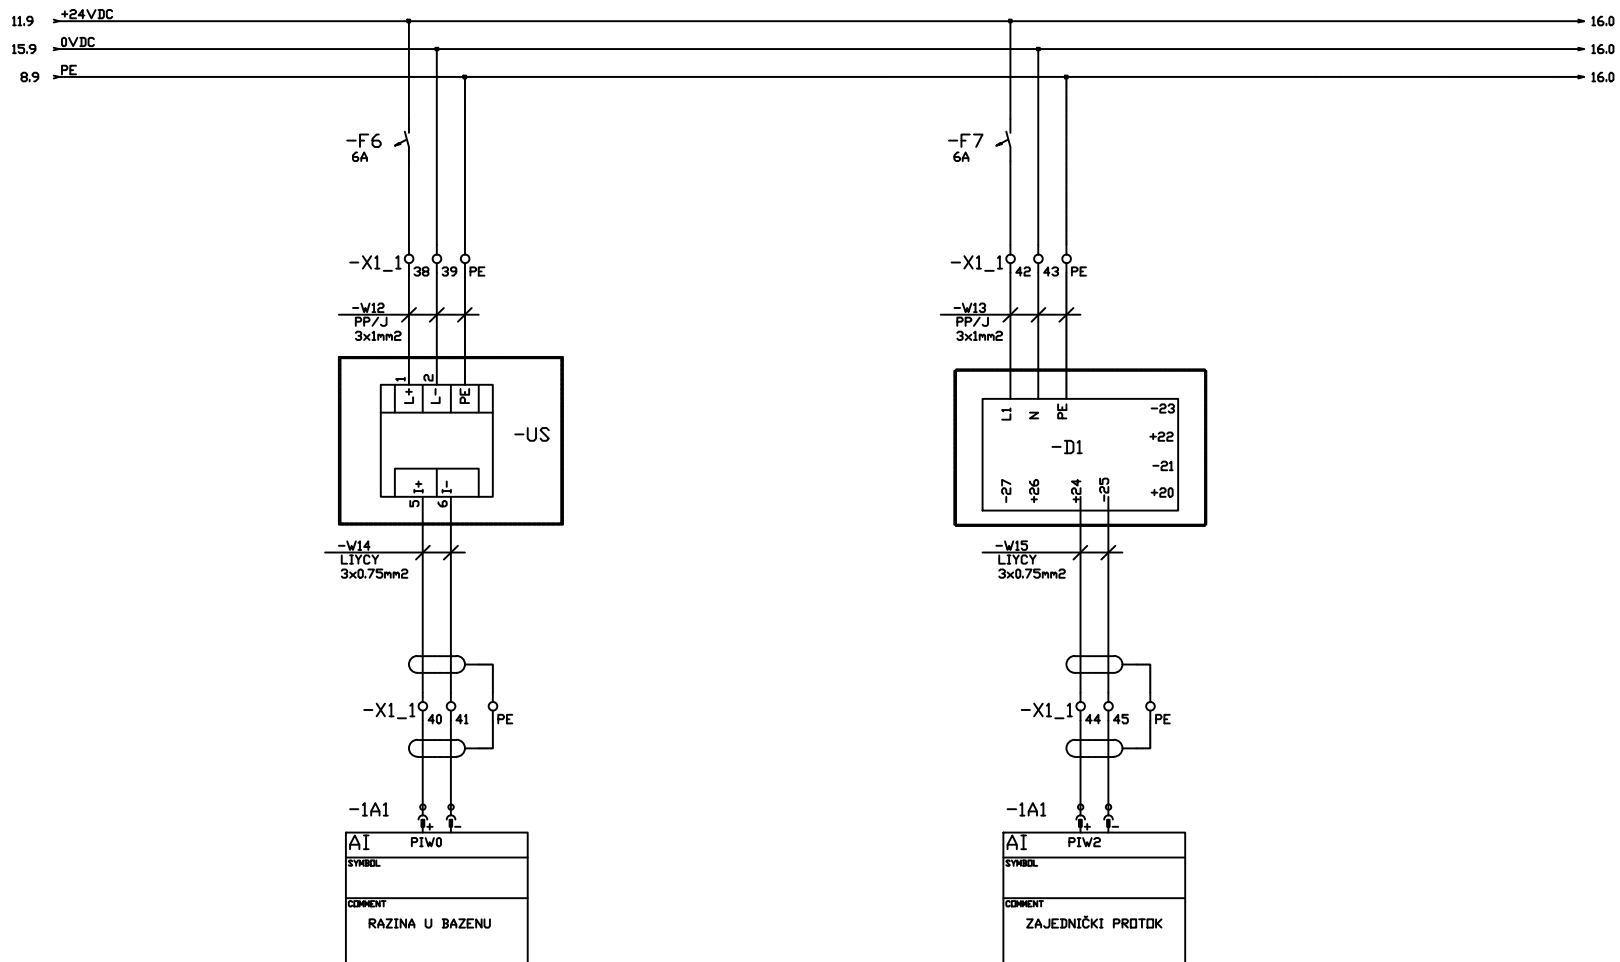 11.9 +24VDC 16.0
15.9 0VDC 16.0
8.9 PE 16.0
-F6
6A
-F7
6A
-X1_1 38 39 PE
-X1_1 42 43 PE
-W12
PP/J
3x1mm2
-W13
PP/J
3x1mm2
1 2
L+ L- PE
-US
I+ I-
5 6
L1 N PE
-23
+22
-D1
-21
+20
-27 +26 +24 -25
-W14
LIYCY
3x0.75mm2
-W15
LIYCY
3x0.75mm2
-X1_1 40 41 PE
-X1_1 44 45 PE
-1A1
+ -
-1A1
+ -
AI PIW0
SYMBOL
COMMENT
RAZINA U BAZENU
AI PIW2
SYMBOL
COMMENT
ZAJEDNIČKI PROTOK